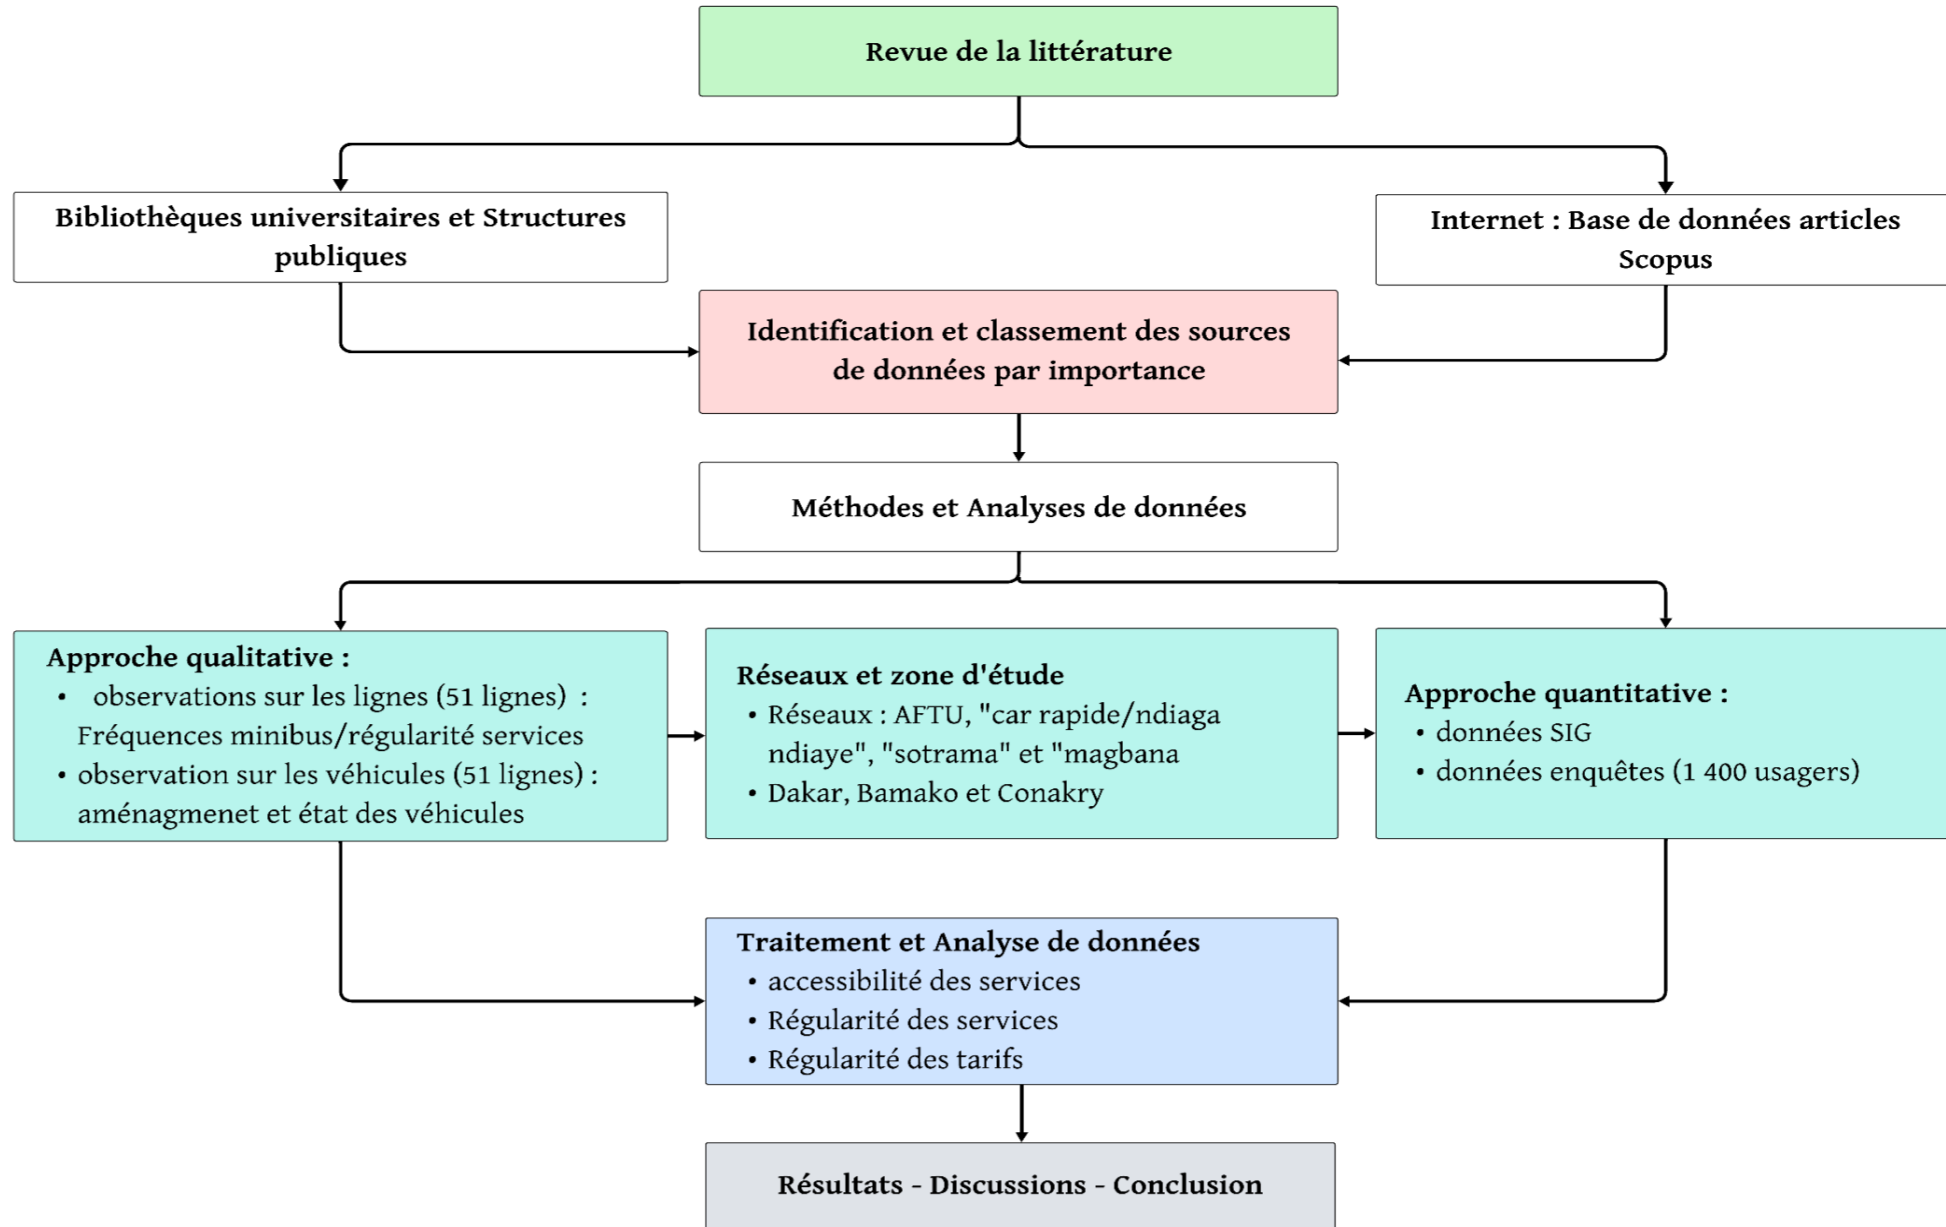 Revue de la littérature
Bibliothèques universitaires et Structures
publiques
Internet : Base de données articles
Scopus
Identification et classement des sources
de données par importance
Méthodes et Analyses de données
Approche qualitative :
• observations sur les lignes (51 lignes) :
Fréquences minibus/régularité services
• observation sur les véhicules (51 lignes) :
aménagmenet et état des véhicules
Réseaux et zone d'étude
• Réseaux : AFTU, "car rapide/ndiaga
ndiaye", "sotrama" et "magbana
• Dakar, Bamako et Conakry
Approche quantitative :
• données SIG
• données enquêtes (1 400 usagers)
Traitement et Analyse de données
• accessibilité des services
• Régularité des services
• Régularité des tarifs
Résultats - Discussions - Conclusion